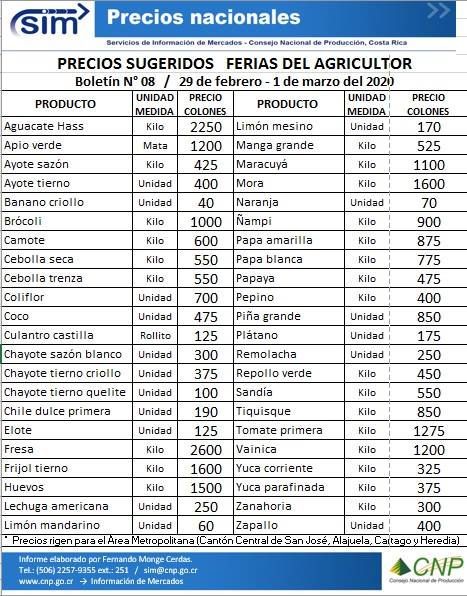 sim Precios nacionales
Servicios de Información de Mercados - Consejo Nacional de Producción, Costa Rica
PRECIOS SUGERIDOS FERIAS DEL AGRICULTOR
Boletín N° 08 / 29 de febrero - 1 de marzo del 2020
PRODUCTO UNIDAD MEDIDA PRECIO COLONES PRODUCTO UNIDAD MEDIDA PRECIO COLONES
Aguacate Hass Kilo 2250 Limón mesino Unidad 170
Apio verde Mata 1200 Manga grande Kilo 525
Ayote sazón Kilo 425 Maracuyá Kilo 1100
Ayote tierno Unidad 400 Mora Kilo 1600
Banano criollo Unidad 40 Naranja Unidad 70
Brócoli Kilo 1000 Ñampi Kilo 900
Camote Kilo 600 Papa amarilla Kilo 875
Cebolla seca Kilo 550 Papa blanca Kilo 775
Cebolla trenza Kilo 550 Papaya Kilo 475
Coliflor Unidad 700 Pepino Kilo 400
Coco Unidad 475 Piña grande Unidad 850
Culantro castilla Rollito 125 Plátano Unidad 175
Chayote sazón blanco Unidad 300 Remolacha Unidad 250
Chayote tierno criollo Unidad 375 Repollo verde Kilo 450
Chayote tierno quelite Unidad 100 Sandía Kilo 550
Chile dulce primera Unidad 190 Tiquisque Kilo 850
Elote Unidad 125 Tomate primera Kilo 1275
Fresa Kilo 2600 Vainica Kilo 1200
Frijol tierno Kilo 1600 Yuca corriente Kilo 325
Huevos Kilo 1500 Yuca parafinada Kilo 375
Lechuga americana Unidad 250 Zanahoria Kilo 300
Limón mandarino Unidad 60 Zapallo Unidad 400
* Precios rigen para el Area Metropolitana (Cantón Central de San José, Alajuela, Cartago y Heredia)
Informe elaborado por Fernando Monge Cerdas.
Tel.: (506) 2257-9355 ext.: 251 / sim@cnp.go.cr
www.cnp.go.cr → Información de Mercados
CNP
Consejo Nacional de Producción